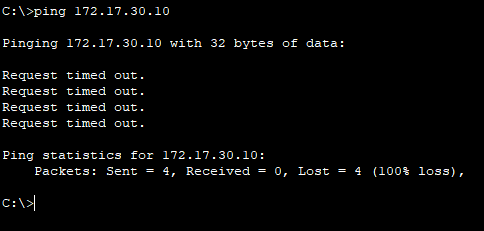 C:\>ping 172.17.30.10
Pinging 172.17.30.10 with 32 bytes of data:
Request timed out.
Request timed out.
Request timed out.
Request timed out.
Ping statistics for 172.17.30.10:
    Packets: Sent = 4, Received = 0, Lost = 4 (100% loss),
C:\>